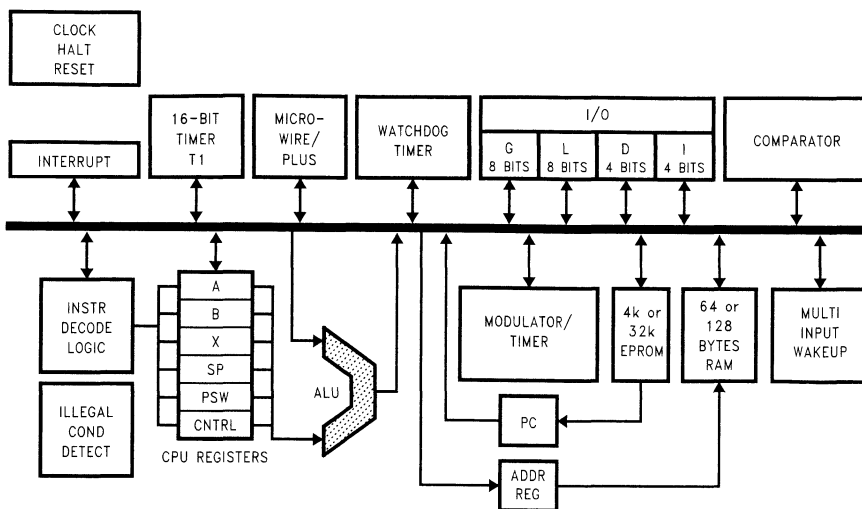 CLOCK
HALT
RESET
INTERRUPT
16-BIT
TIMER
T1
MICRO-
WIRE/
PLUS
WATCHDOG
TIMER
I/O
G
8 BITS
L
8 BITS
D
4 BITS
I
4 BITS
COMPARATOR
INSTR
DECODE
LOGIC
ILLEGAL
COND
DETECT
A
B
X
SP
PSW
CNTRL
CPU REGISTERS
ALU
MODULATOR/
TIMER
4k or
32k
EPROM
64 or
128
BYTES
RAM
MULTI
INPUT
WAKEUP
PC
ADDR
REG